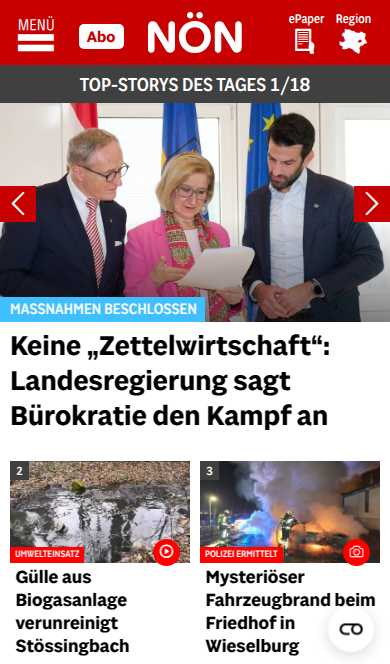 MENÜ
Abo
NÖN
ePaper
Region
TOP-STORYS DES TAGES 1/18
MASSNAHMEN BESCHLOSSEN
Keine „Zettelwirtschaft“:
Landesregierung sagt
Bürokratie den Kampf an
2
UMWELTEINSATZ
Gülle aus
Biogasanlage
verunreinigt
Stössingbach
3
POLIZEI ERMITTELT
Mysteriöser
Fahrzeugbrand beim
Friedhof in
Wieselburg